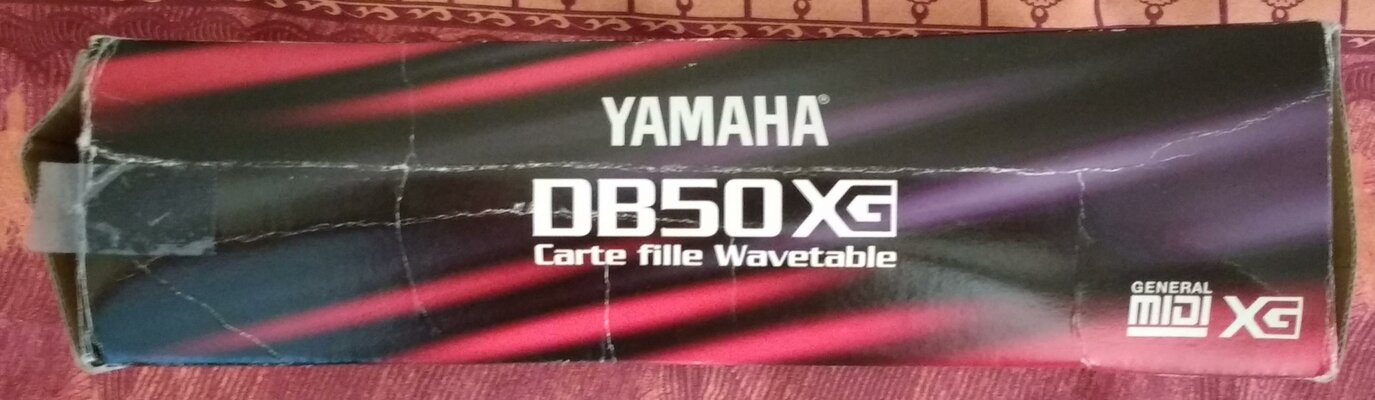 YAMAHA®
DB50XG
Carte fille Wavetable
GENERAL
MIDI XG